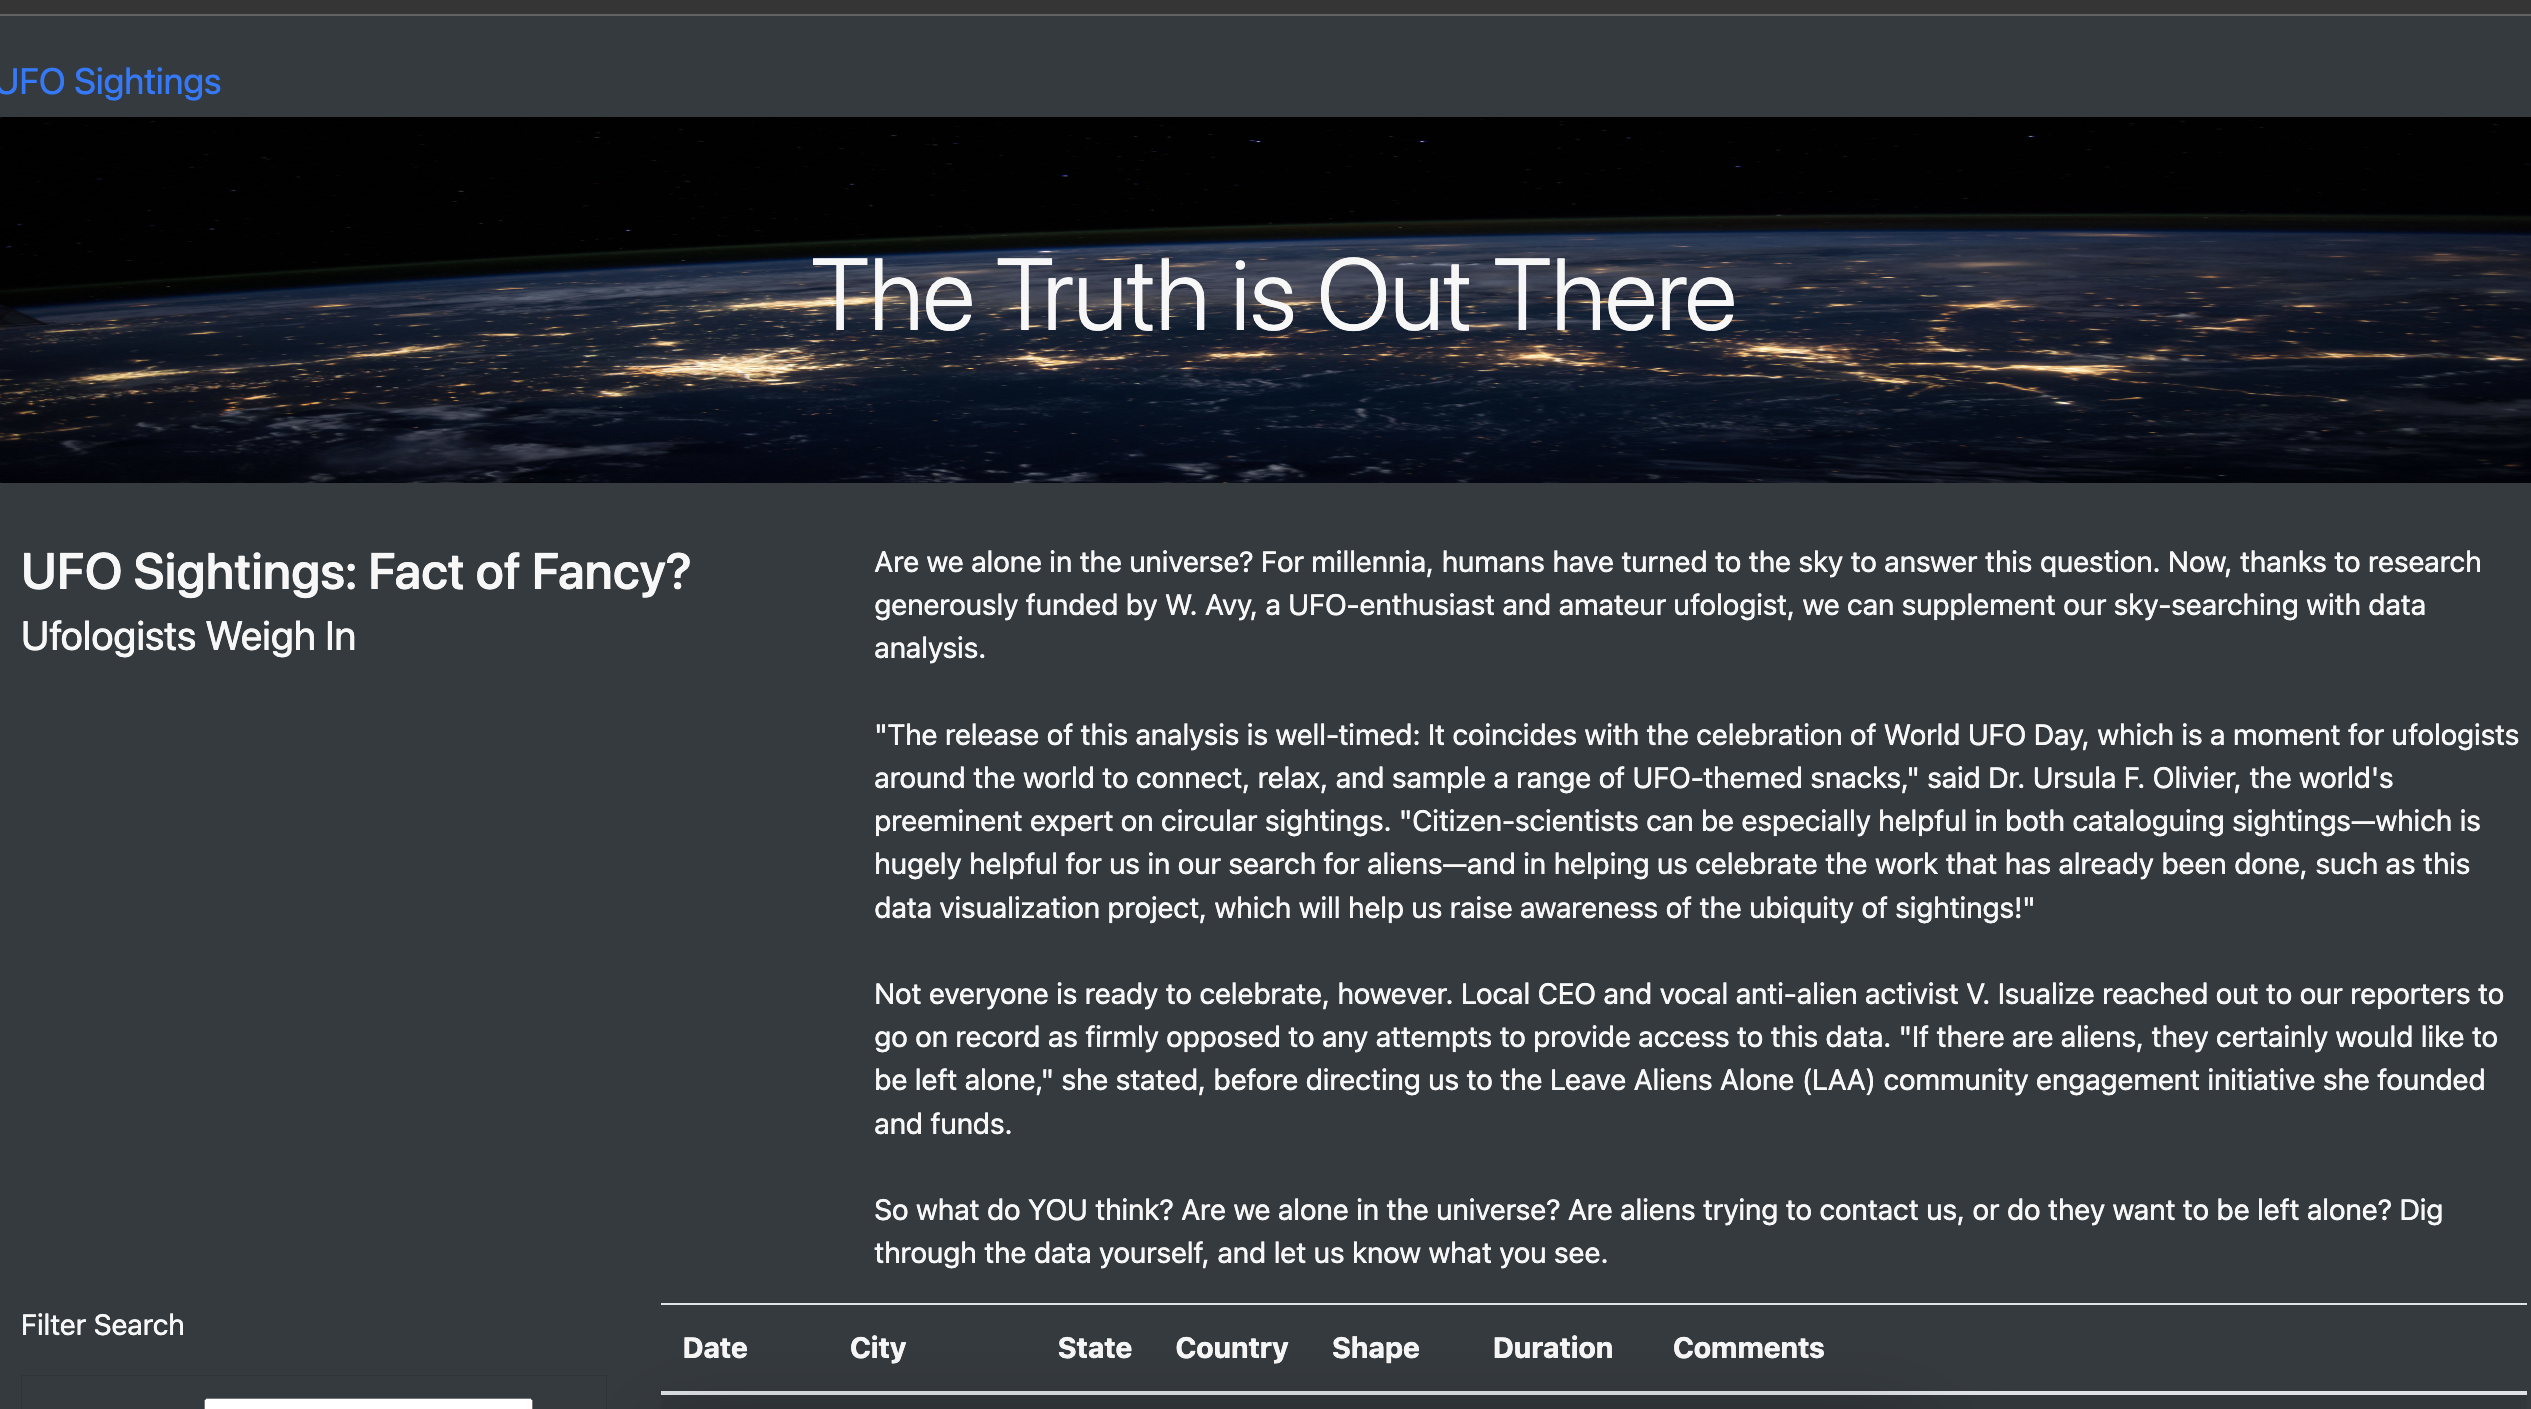 UFO Sightings
The Truth is Out There
UFO Sightings: Fact of Fancy?
Ufologists Weigh In
Are we alone in the universe? For millennia, humans have turned to the sky to answer this question. Now, thanks to research
generously funded by W. Avy, a UFO-enthusiast and amateur ufologist, we can supplement our sky-searching with data
analysis.
"The release of this analysis is well-timed: It coincides with the celebration of World UFO Day, which is a moment for ufologists
around the world to connect, relax, and sample a range of UFO-themed snacks," said Dr. Ursula F. Olivier, the world's
preeminent expert on circular sightings. "Citizen-scientists can be especially helpful in both cataloguing sightings—which is
hugely helpful for us in our search for aliens—and in helping us celebrate the work that has already been done, such as this
data visualization project, which will help us raise awareness of the ubiquity of sightings!"
Not everyone is ready to celebrate, however. Local CEO and vocal anti-alien activist V. Isualize reached out to our reporters to
go on record as firmly opposed to any attempts to provide access to this data. "If there are aliens, they certainly would like to
be left alone," she stated, before directing us to the Leave Aliens Alone (LAA) community engagement initiative she founded
and funds.
So what do YOU think? Are we alone in the universe? Are aliens trying to contact us, or do they want to be left alone? Dig
through the data yourself, and let us know what you see.
Filter Search
Date City State Country Shape Duration Comments